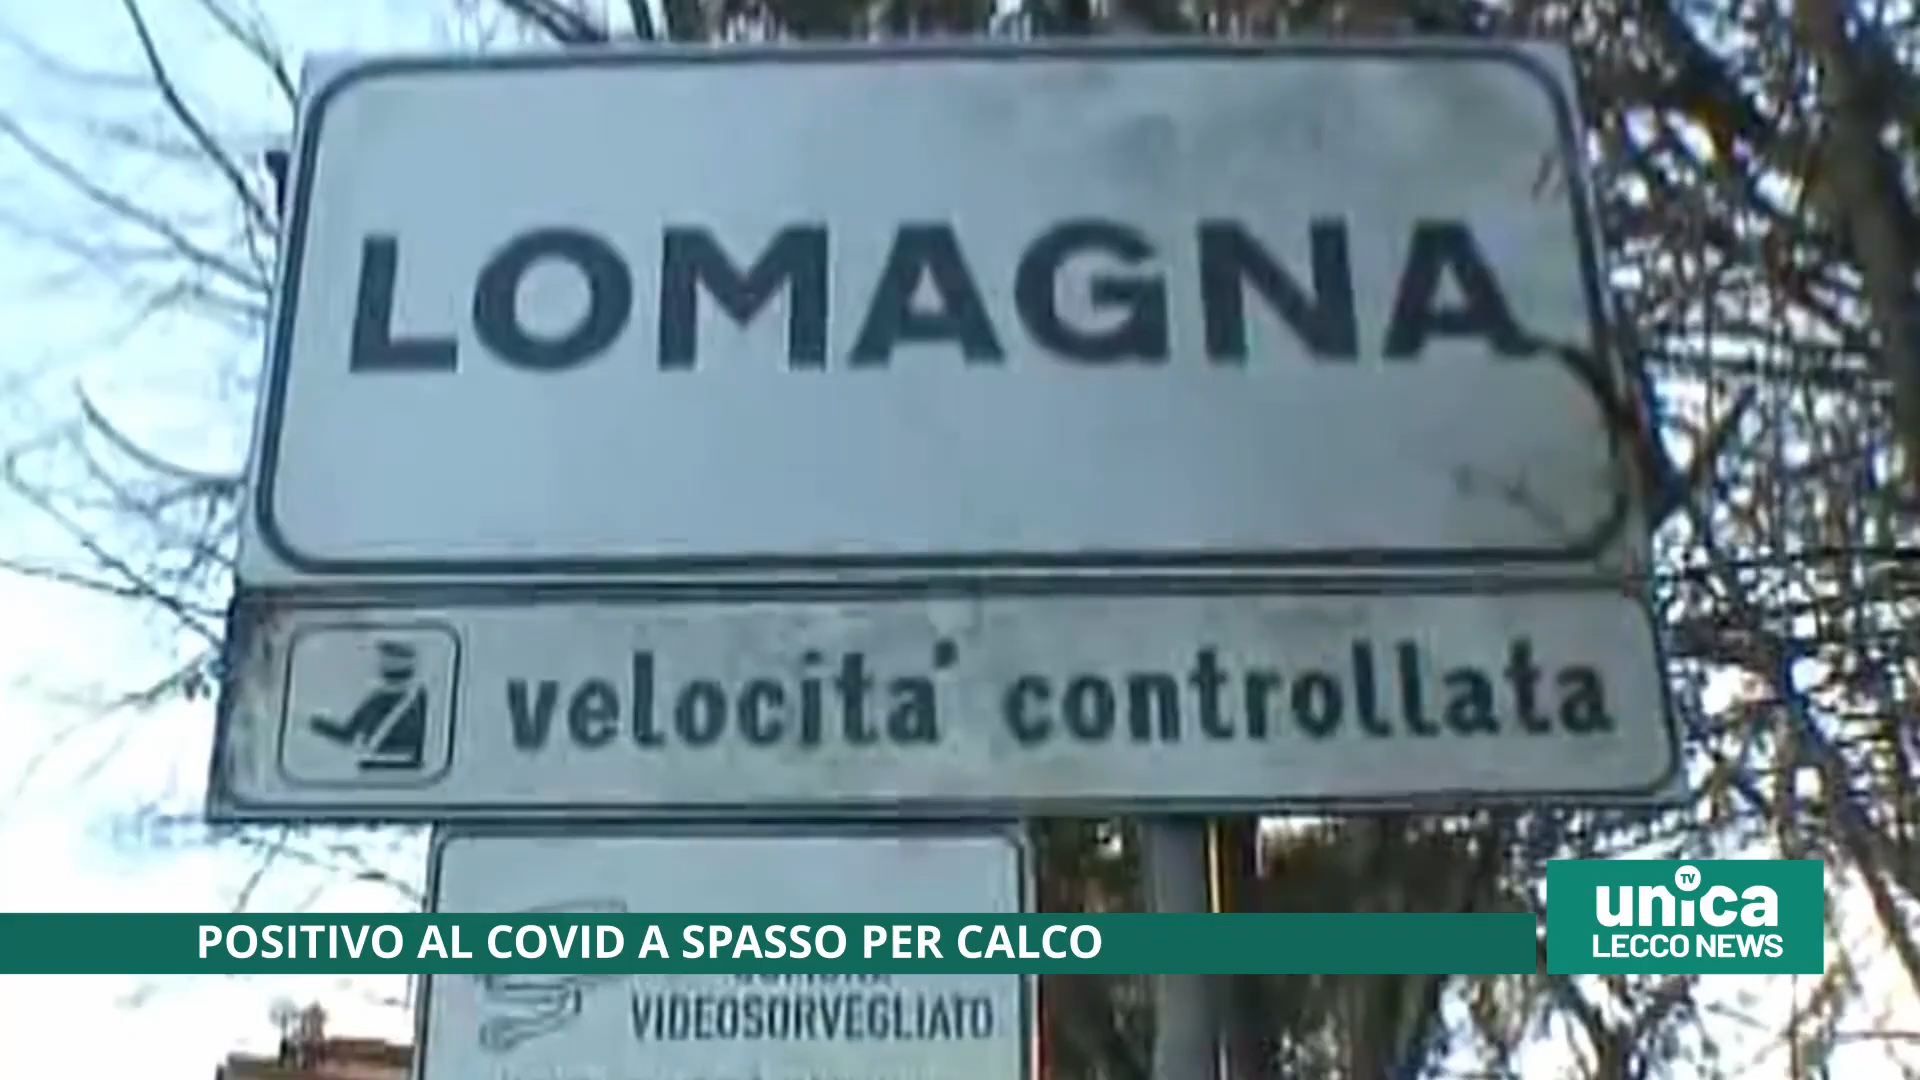 LOMAGNA
velocita' controllata
POSITIVO AL COVID A SPASSO PER CALCO
unica
TV
LECCO NEWS
VIDEOSORVEGLIATO